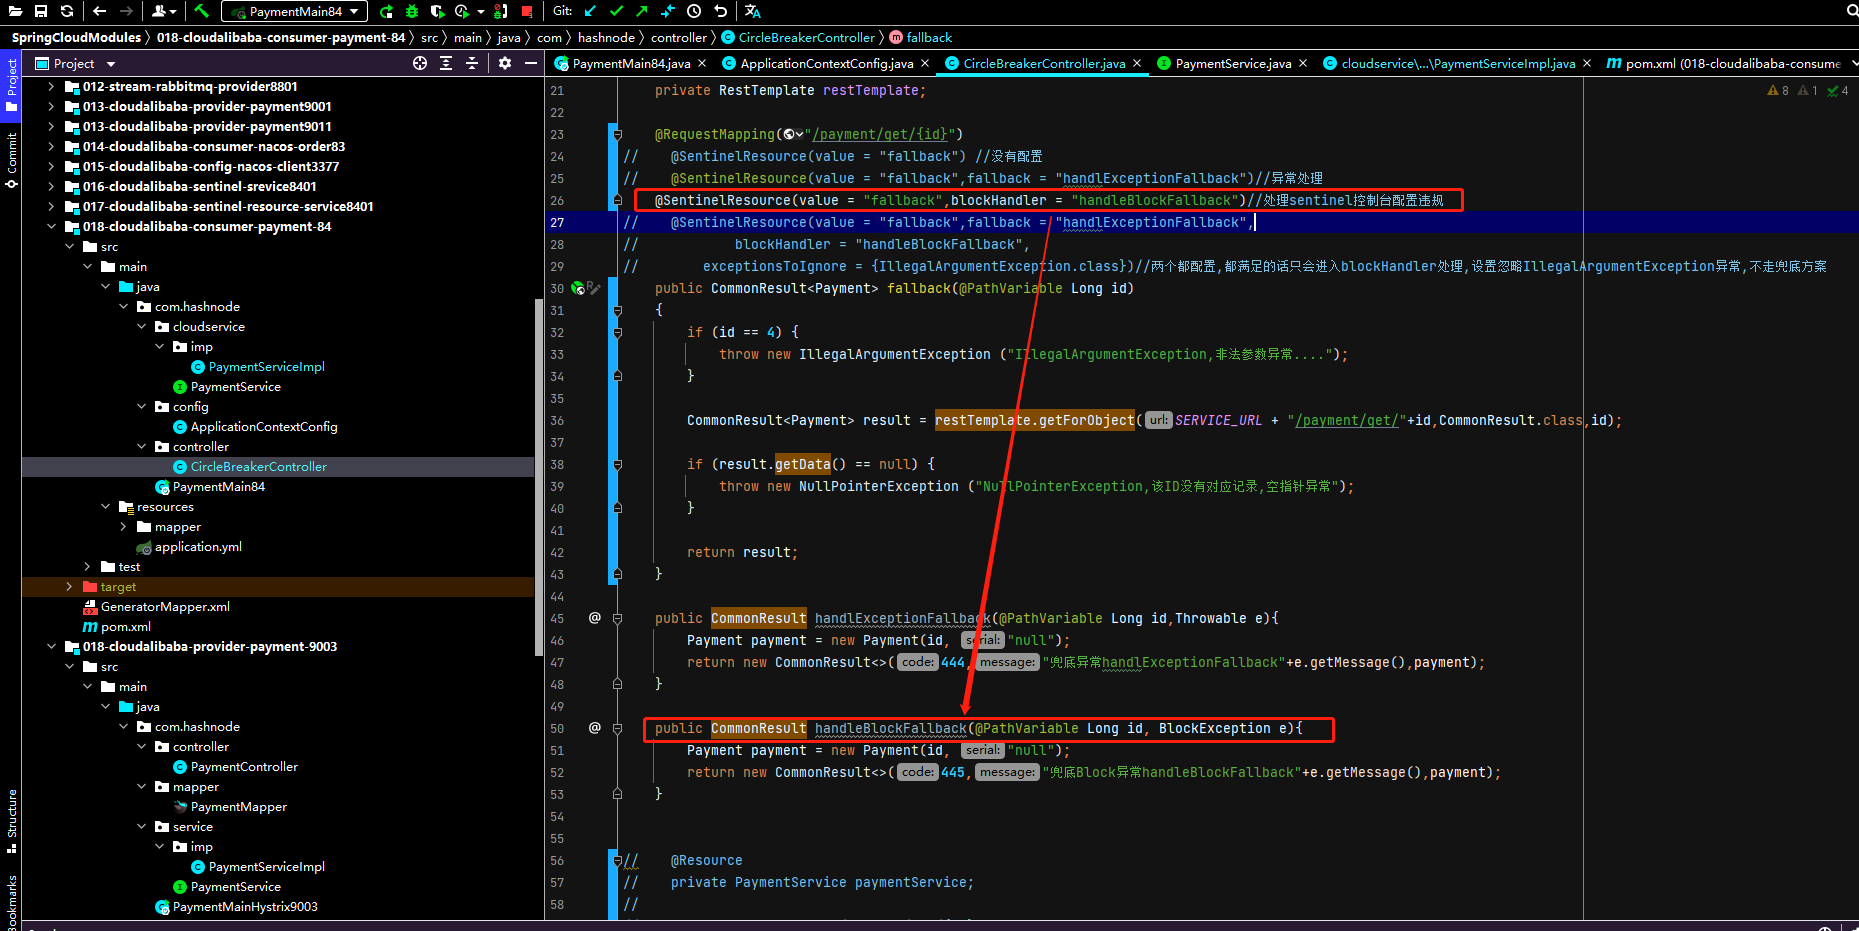 PaymentMain84
Git:
SpringCloudModules 018-cloudalibaba-consumer-payment-84 src main java com hashnode controller CircleBreakerController fallback
Project
PaymentMain84.java ApplicationContextConfig.java CircleBreakerController.java PaymentService.java cloudservice\...\PaymentServiceImpl.java pom.xml (018-cloudalibaba-consume
Project
Commit
Structure
Bookmarks
012-stream-rabbitmq-provider8801
013-cloudalibaba-provider-payment9001
013-cloudalibaba-provider-payment9011
014-cloudalibaba-consumer-nacos-order83
015-cloudalibaba-config-nacos-client3377
016-cloudalibaba-sentinel-srevice8401
017-cloudalibaba-sentinel-resource-service8401
018-cloudalibaba-consumer-payment-84
src
main
java
com.hashnode
cloudservice
imp
PaymentServiceImpl
PaymentService
config
ApplicationContextConfig
controller
CircleBreakerController
PaymentMain84
resources
mapper
application.yml
test
target
GeneratorMapper.xml
pom.xml
018-cloudalibaba-provider-payment-9003
src
main
java
com.hashnode
controller
PaymentController
mapper
PaymentMapper
service
imp
PaymentServiceImpl
PaymentService
PaymentMainHystrix9003
8 1 4
21 private RestTemplate restTemplate;
22
23 @RequestMapping("/payment/get/{id}")
24 // @SentinelResource(value = "fallback") //没有配置
25 // @SentinelResource(value = "fallback",fallback = "handlExceptionFallback")//异常处理
26 @SentinelResource(value = "fallback",blockHandler = "handleBlockFallback")//处理sentinel控制台配置违规
27 // @SentinelResource(value = "fallback",fallback = "handlExceptionFallback",
28 // blockHandler = "handleBlockFallback",
29 // exceptionsToIgnore = {IllegalArgumentException.class})//两个都配置,都满足的话只会进入blockHandler处理,设置忽略IllegalArgumentException异常,不走兜底方案
30 public CommonResult<Payment> fallback(@PathVariable Long id)
31 {
32 if (id == 4) {
33 throw new IllegalArgumentException ("IllegalArgumentException,非法参数异常....");
34 }
35
36 CommonResult<Payment> result = restTemplate.getForObject( url: SERVICE_URL + "/payment/get/"+id,CommonResult.class,id);
37
38 if (result.getData() == null) {
39 throw new NullPointerException ("NullPointerException,该ID没有对应记录,空指针异常");
40 }
41
42 return result;
43 }
44
45 @ public CommonResult handlExceptionFallback(@PathVariable Long id,Throwable e){
46 Payment payment = new Payment(id, serial: "null");
47 return new CommonResult<>( code: 444, message: "兜底异常handlExceptionFallback"+e.getMessage(),payment);
48 }
49
50 @ public CommonResult handleBlockFallback(@PathVariable Long id, BlockException e){
51 Payment payment = new Payment(id, serial: "null");
52 return new CommonResult<>( code: 445, message: "兜底Block异常handleBlockFallback"+e.getMessage(),payment);
53 }
54
55
56 // @Resource
57 // private PaymentService paymentService;
58 //